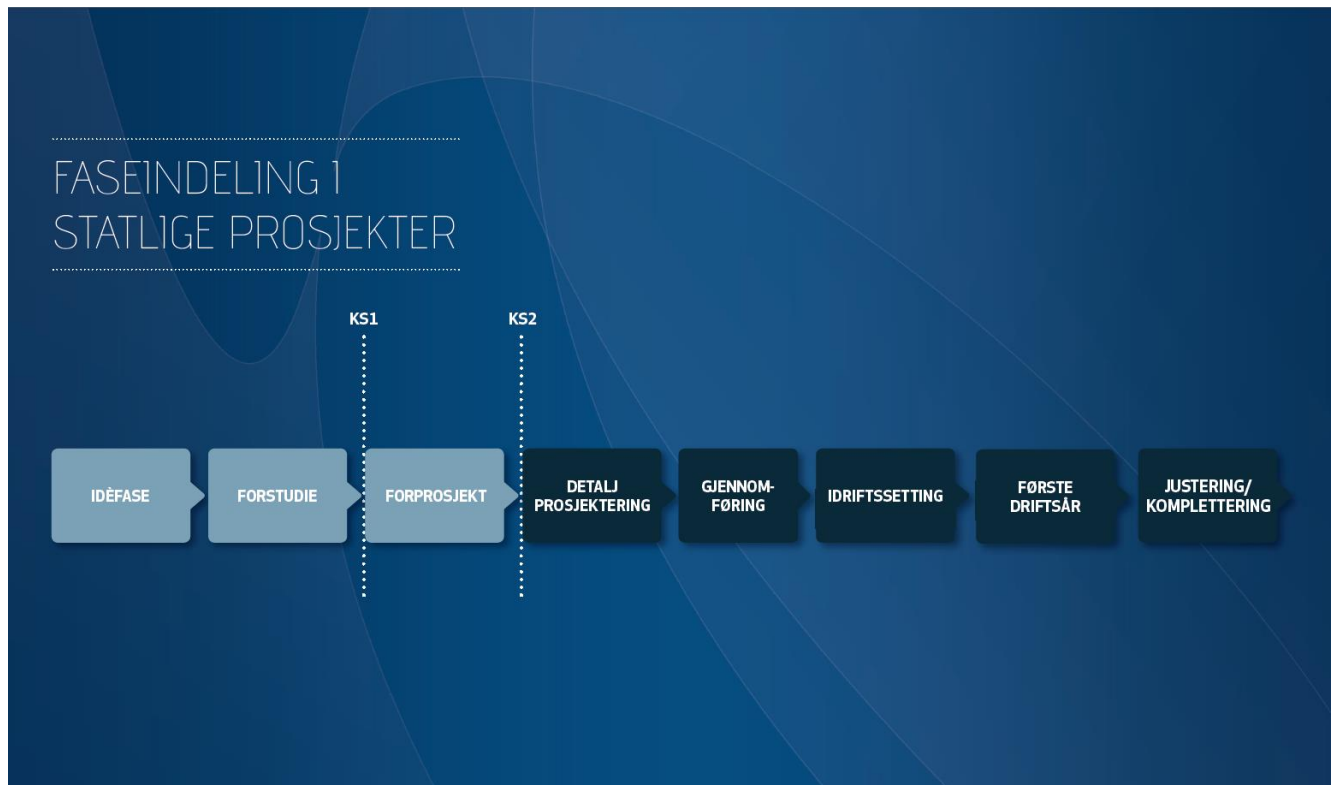 FASEINDELING I
STATLIGE PROSJEKTER
KS1
KS2
IDÈFASE
FORSTUDIE
FORPROSJEKT
DETALJ
PROSJEKTERING
GJENNOM-
FØRING
IDRIFTSSETTING
FØRSTE
DRIFTSÅR
JUSTERING/
KOMPLETTERING